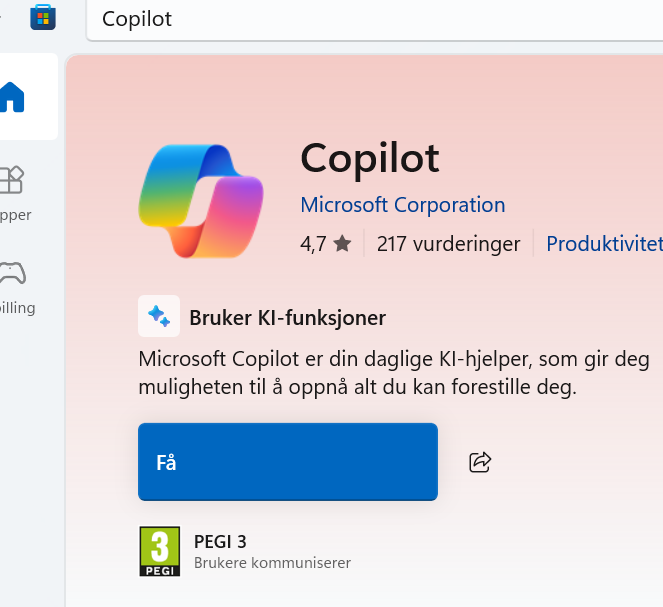 Copilot
Copilot
Microsoft Corporation
4,7 ★ 217 vurderinger Produktivitet
pper
illing
Bruker KI-funksjoner
Microsoft Copilot er din daglige KI-hjelper, som gir deg
muligheten til å oppnå alt du kan forestille deg.
Få
3
PEGI
PEGI 3
Brukere kommuniserer